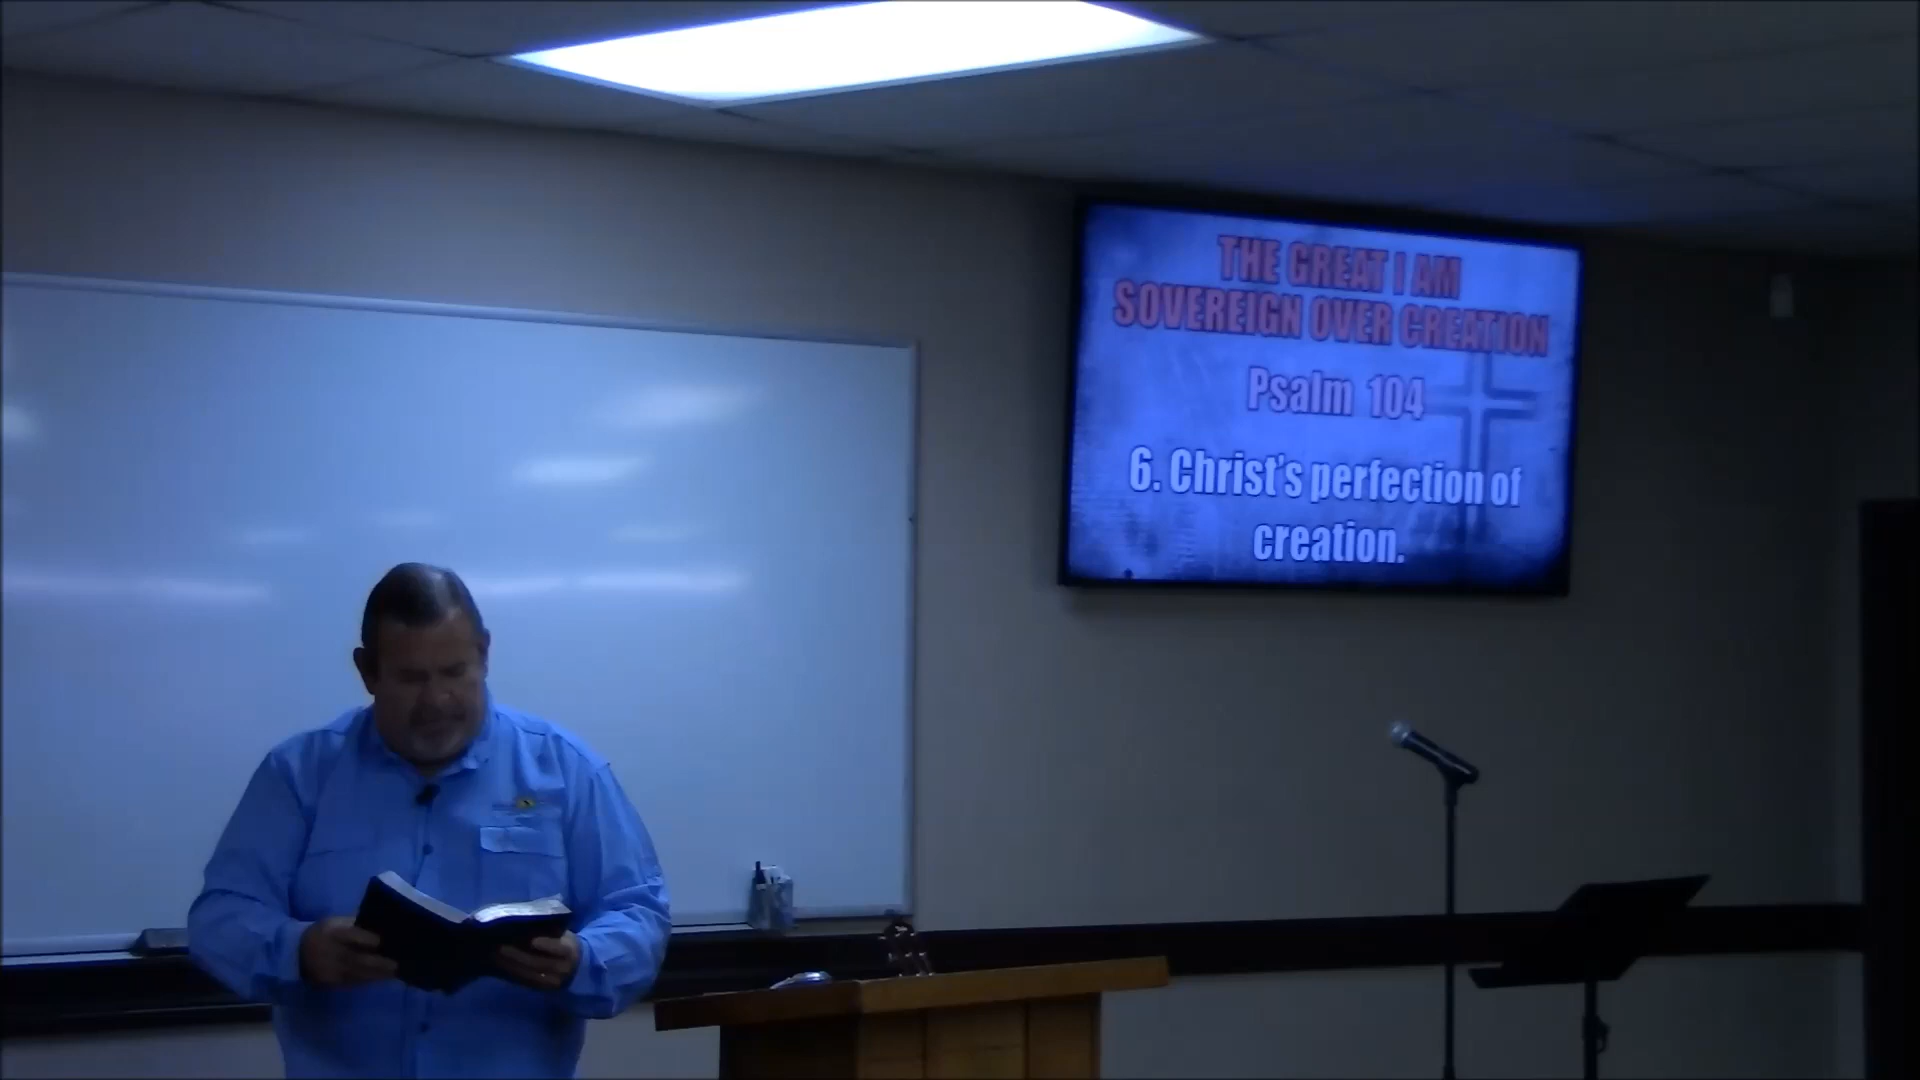 THE GREAT I AM
SOVEREIGN OVER CREATION
Psalm 104
6. Christ's perfection of
creation.